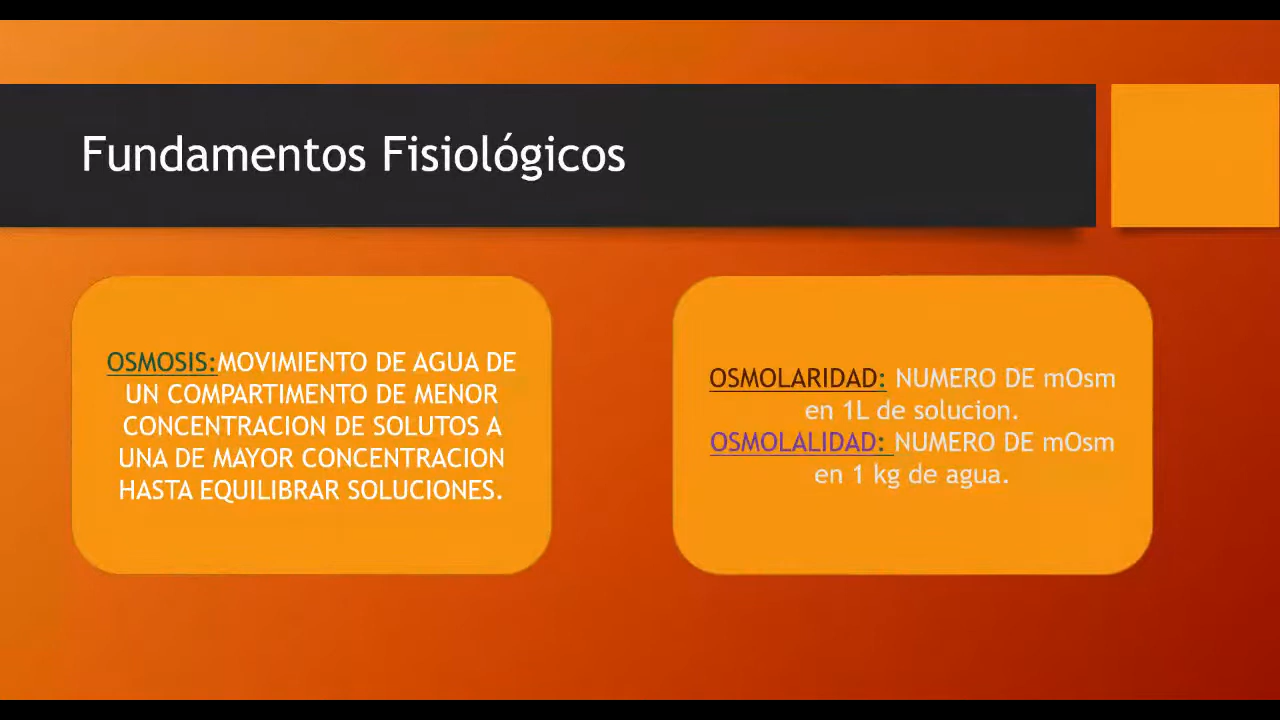 Fundamentos Fisiológicos
OSMOSIS:MOVIMIENTO DE AGUA DE
UN COMPARTIMENTO DE MENOR
CONCENTRACION DE SOLUTOS A
UNA DE MAYOR CONCENTRACION
HASTA EQUILIBRAR SOLUCIONES.
OSMOLARIDAD: NUMERO DE mOsm
en 1L de solucion.
OSMOLALIDAD: NUMERO DE mOsm
en 1 kg de agua.